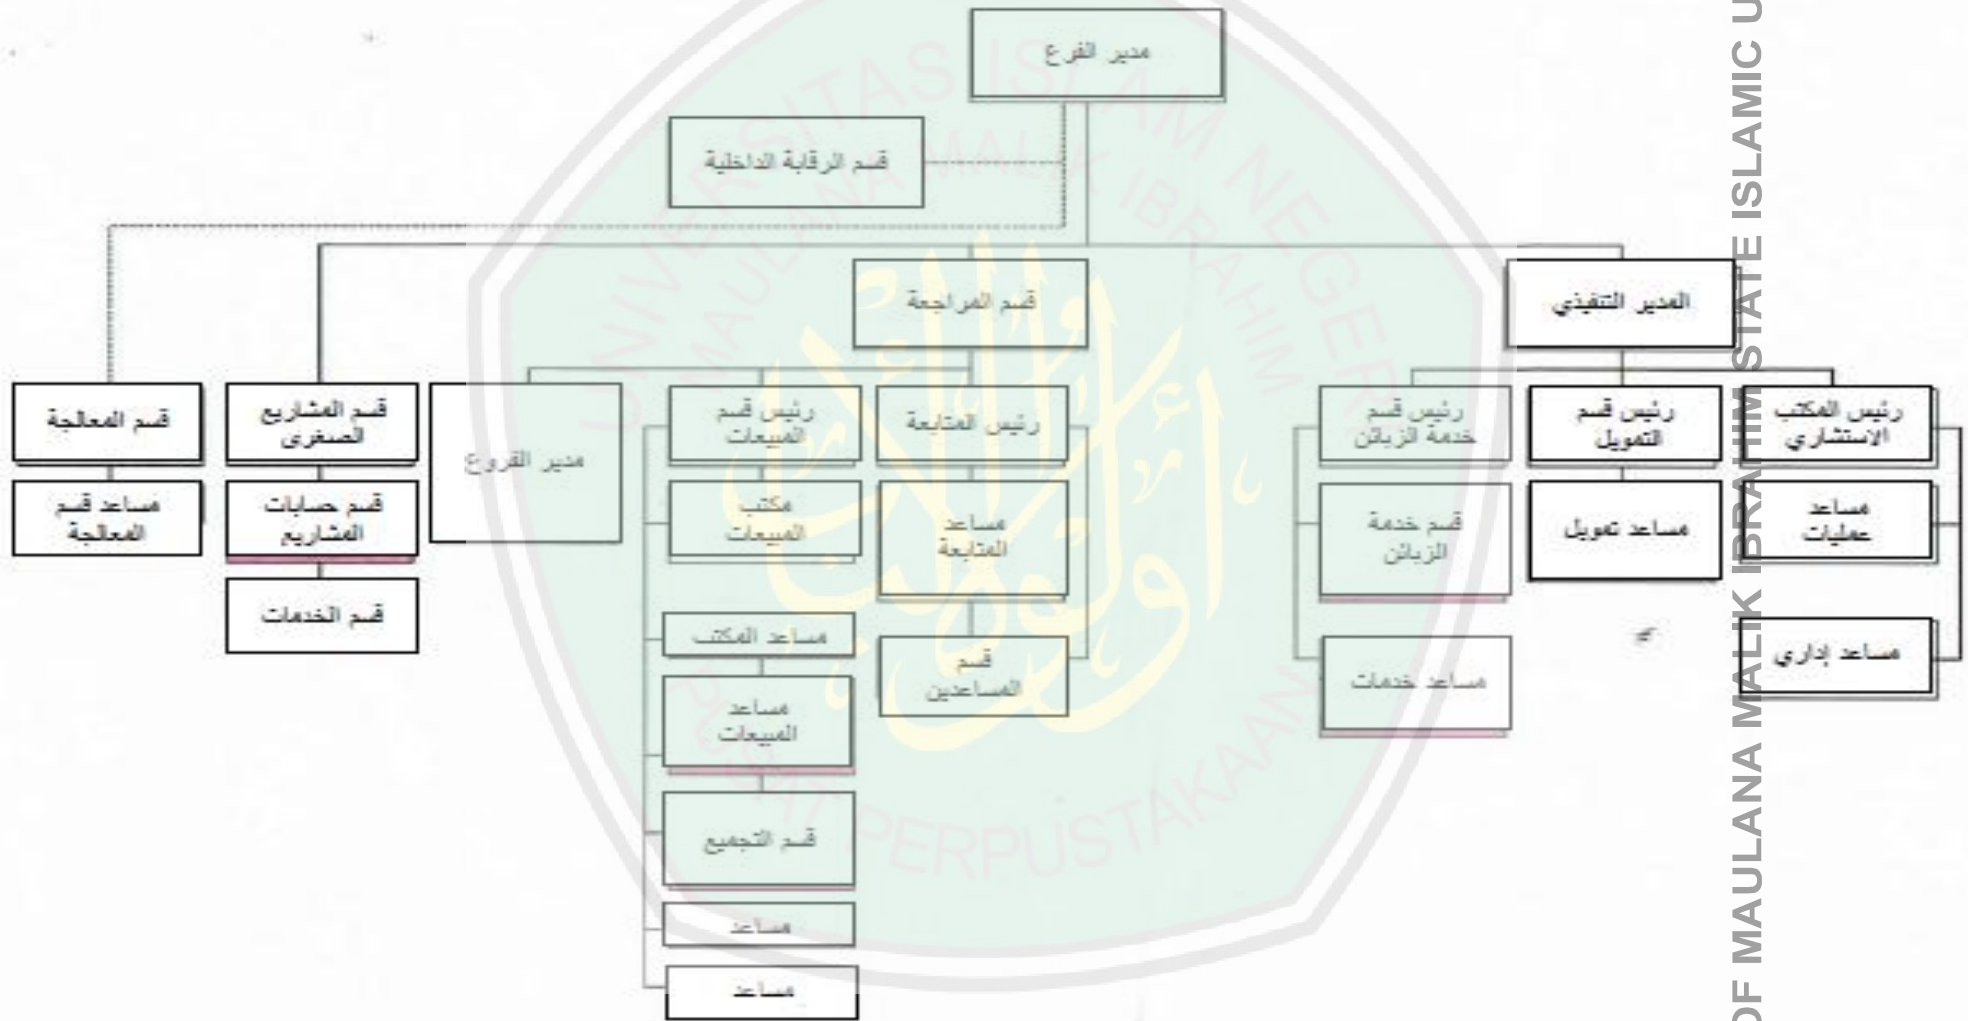 مدير الفرع
قسم الرقابة الداخلية
المدير التنفيذي
قسم المراجعة
رئيس المكتب
الاستشاري
رئيس قسم
التمويل
رئيس قسم
خدمة الزبائن
رئيس المتابعة
رئيس قسم
المبيعات
مدير الفروع
قسم المشاريع
الصغرى
قسم المعالجة
مساعد
عمليات
مساعد تمويل
قسم خدمة
الزبائن
مساعد
المتابعة
مكتب
المبيعات
قسم حسابات
المشاريع
مساعد قسم
المعالجة
مساعد إداري
مساعد خدمات
قسم
المساعدين
مساعد المكتب
قسم الخدمات
مساعد
المبيعات
قسم التجميع
مساعد
مساعد
UNIVERSITAS ISLAM NEGERI
MAULANA MALIK IBRAHIM
PUSAT PERPUSTAKAAN
OF MAULANA MALIK IBRAHIM STATE ISLAMIC U